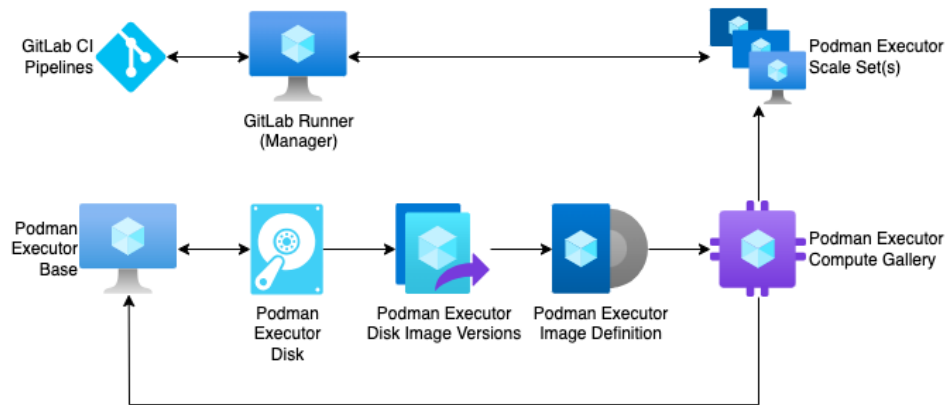 GitLab CI
Pipelines
GitLab Runner
(Manager)
Podman Executor
Scale Set(s)
Podman
Executor
Base
Podman
Executor
Disk
Podman Executor
Disk Image Versions
Podman Executor
Image Definition
Podman Executor
Compute Gallery